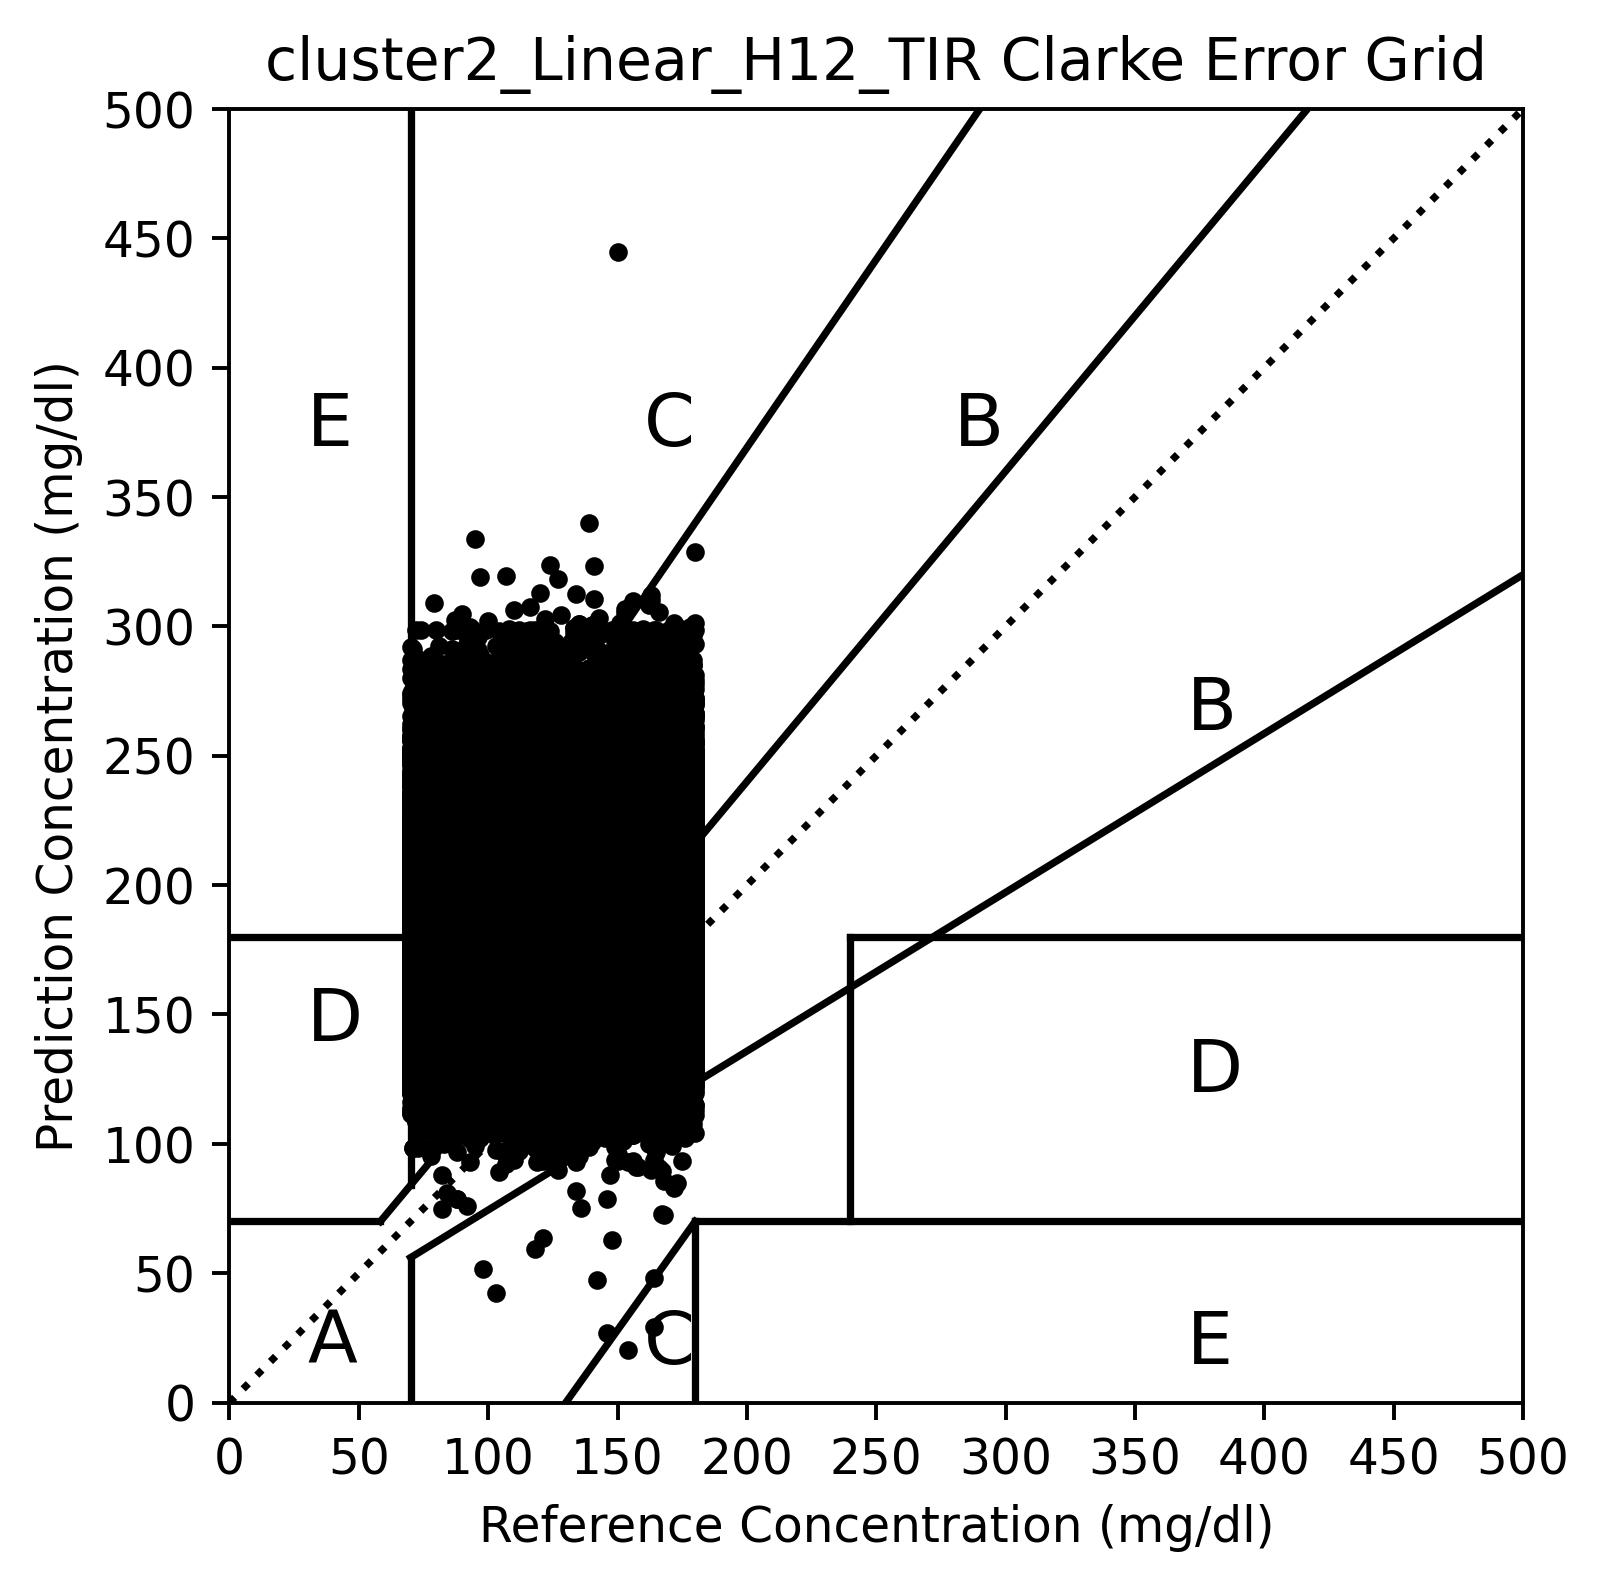 cluster2_Linear_H12_TIR Clarke Error Grid
500
450
400
350
300
250
200
150
100
50
0
Prediction Concentration (mg/dl)
E
C
B
B
D
D
A
C
E
0 50 100 150 200 250 300 350 400 450 500
Reference Concentration (mg/dl)